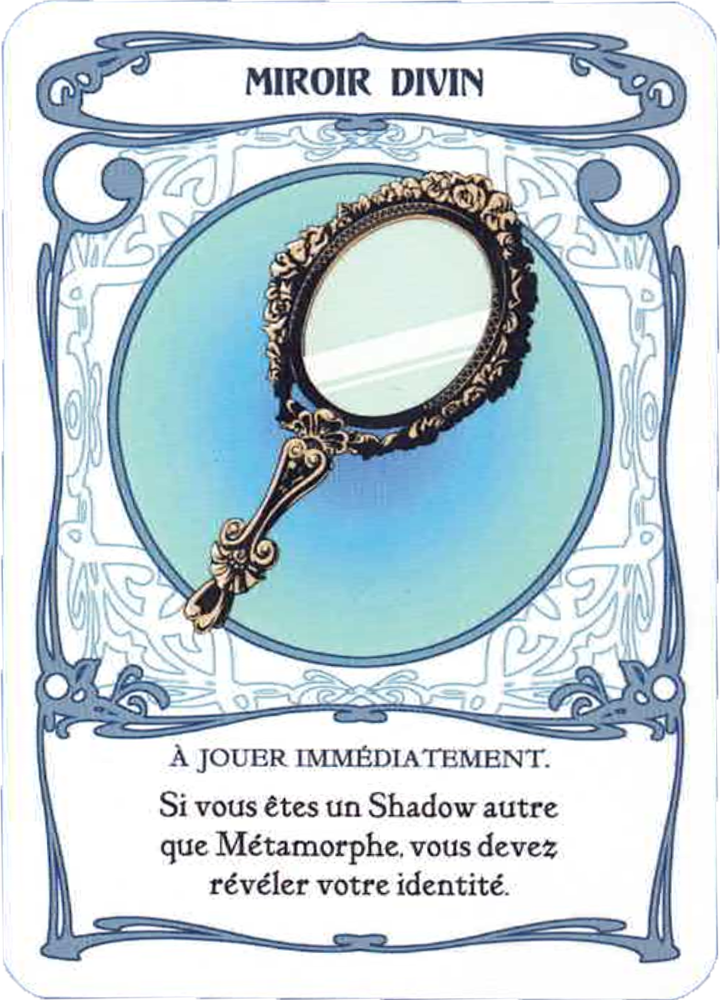 MIROIR DIVIN
À JOUER IMMÉDIATEMENT.
Si vous êtes un Shadow autre
que Métamorphe, vous devez
révéler votre identité.